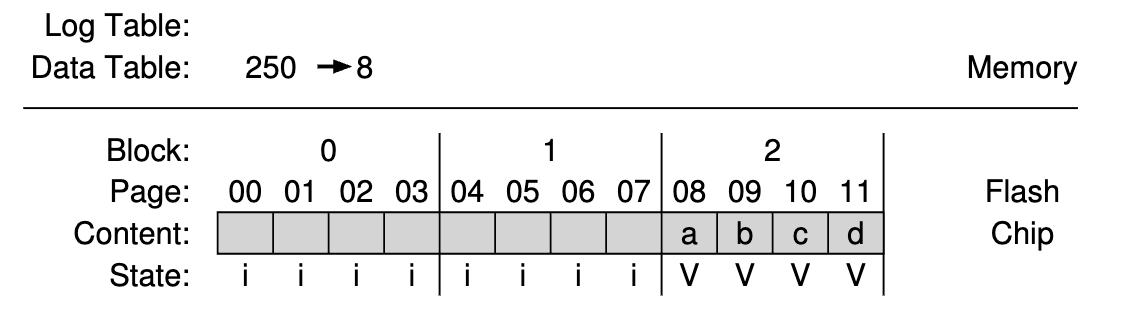 Log Table:
Data Table: 250 → 8 Memory
Block: 0 1 2
Page: 00 01 02 03 04 05 06 07 08 09 10 11 Flash
Content: a b c d Chip
State: i i i i i i i i V V V V